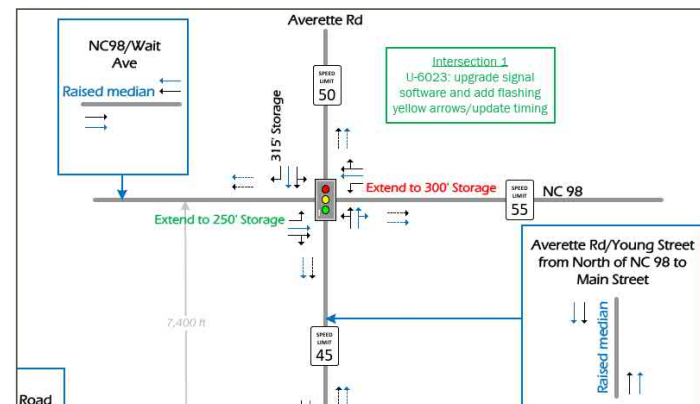 Averette Rd
NC98/Wait
Ave
Raised median
Intersection 1
U-6023: upgrade signal
software and add flashing
yellow arrows/update timing
SPEED
LIMIT
50
315' Storage
Extend to 300' Storage
SPEED
LIMIT
55
NC 98
Extend to 250' Storage
Averette Rd/Young Street
from North of NC 98 to
Main Street
Raised median
7,400 ft
SPEED
LIMIT
45
Road